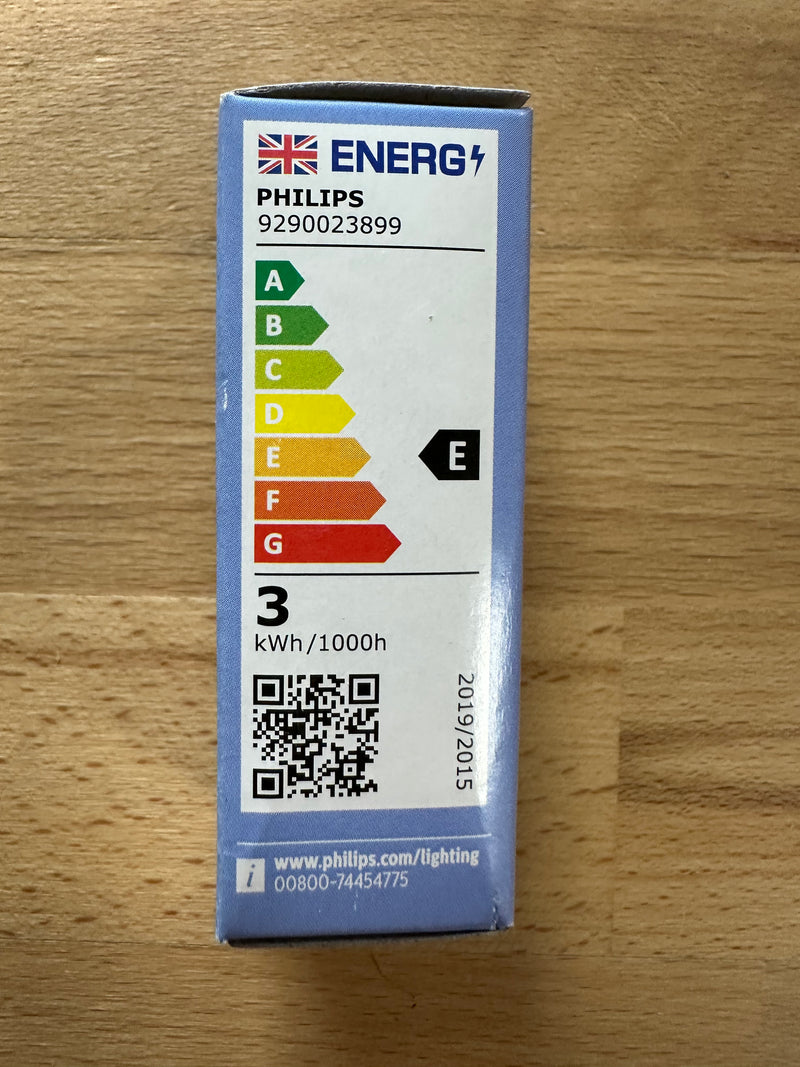 ENERG
PHILIPS
9290023899
A
B
C
D
E
E
F
G
3
kWh/1000h
2019/2015
i
www.philips.com/lighting
00800-74454775